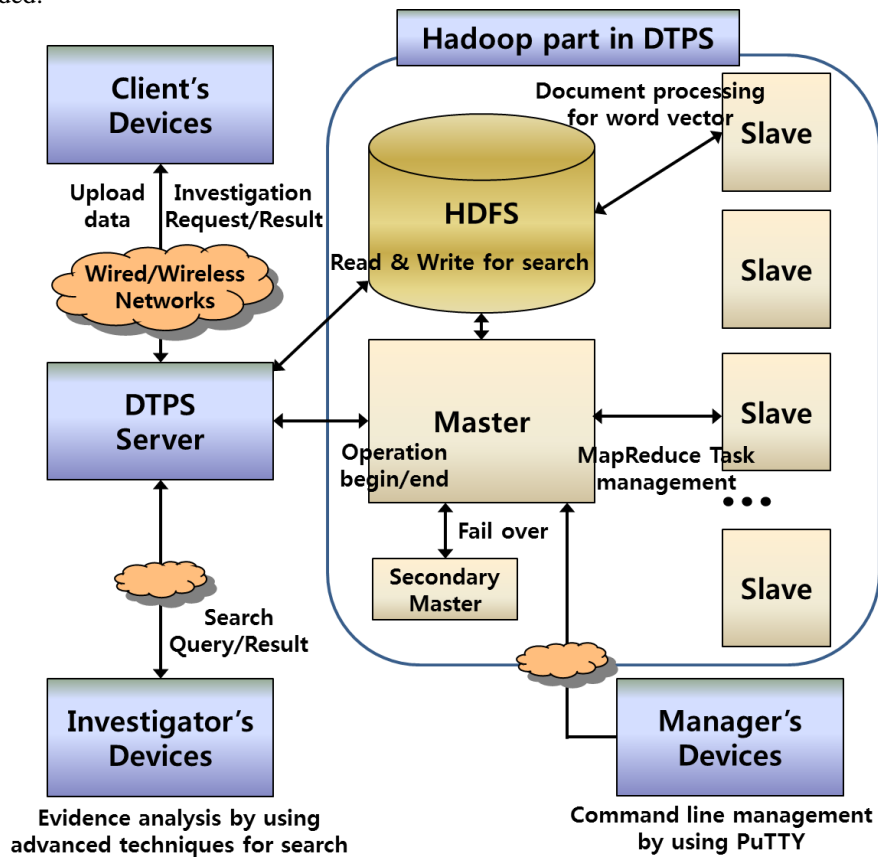 Hadoop part in DTPS
Client's
Devices
Document processing
for word vector
Slave
HDFS
Upload
data
Investigation
Request/Result
Wired/Wireless
Networks
Read & Write for search
Slave
DTPS
Server
Master
Slave
Operation
begin/end
MapReduce Task
management
•••
Fail over
Secondary
Master
Slave
Search
Query/Result
Investigator's
Devices
Manager's
Devices
Evidence analysis by using
advanced techniques for search
Command line management
by using PuTTY